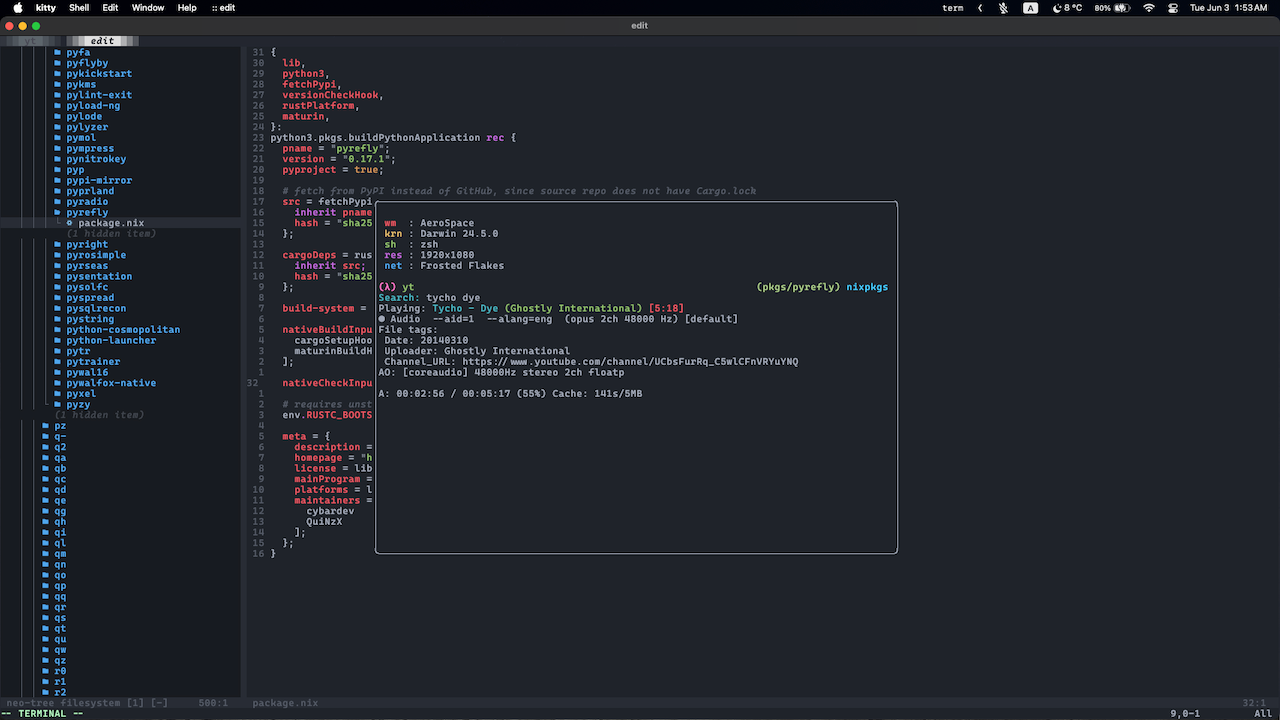 kitty Shell Edit Window Help :: edit term A 8°C 80% Tue Jun 3 1:53 AM
edit
yt edit
pyfa
pyflyby
pykickstart
pykms
pylint-exit
pyload-ng
pylode
pylyzer
pymol
pympress
pynitrokey
pyp
pypi-mirror
pyprland
pyradio
pyrefly
package.nix
(1 hidden item)
pyright
pyrosimple
pyrseas
pysentation
pysolfc
pyspread
pysqlrecon
pystring
python-cosmopolitan
python-launcher
pytr
pytrainer
pywal16
pywalfox-native
pyxel
pyzy
(1 hidden item)
pz
q-
q2
qa
qb
qc
qd
qe
qg
qh
qi
ql
qm
qn
qo
qp
qq
qr
qs
qt
qu
qw
qz
r0
r1
r2
31 {
30 lib,
29 python3,
28 fetchPypi,
27 versionCheckHook,
26 rustPlatform,
25 maturin,
24 }:
23 python3.pkgs.buildPythonApplication rec {
22 pname = "pyrefly";
21 version = "0.17.1";
20 pyproject = true;
19
18 # fetch from PyPI instead of GitHub, since source repo does not have Cargo.lock
17 src = fetchPypi
16 inherit pname
15 hash = "sha25
14 };
13
12 cargoDeps = rus
11 inherit src;
10 hash = "sha25
9 };
8
7 build-system =
6
5 nativeBuildInpu
4 cargoSetupHoo
3 maturinBuildH
2 ];
1
32 nativeCheckInpu
1
2 # requires unst
3 env.RUSTC_BOOTS
4
5 meta = {
6 description =
7 homepage = "h
8 license = lib
9 mainProgram =
10 platforms = l
11 maintainers =
12 cybardev
13 QuiNzX
14 ];
15 };
16 }
wm : AeroSpace
krn : Darwin 24.5.0
sh : zsh
res : 1920x1080
net : Frosted Flakes
(λ) yt (pkgs/pyrefly) nixpkgs
Search: tycho dye
Playing: Tycho - Dye (Ghostly International) [5:18]
● Audio --aid=1 --alang=eng (opus 2ch 48000 Hz) [default]
File tags:
Date: 20140310
Uploader: Ghostly International
Channel_URL: https://www.youtube.com/channel/UCbsFurRq_C5wlCFnVRYuYNQ
AO: [coreaudio] 48000Hz stereo 2ch floatp
A: 00:02:56 / 00:05:17 (55%) Cache: 141s/5MB
neo-tree filesystem [1] [-] 500:1 package.nix 32:1
-- TERMINAL -- 9,0-1 All